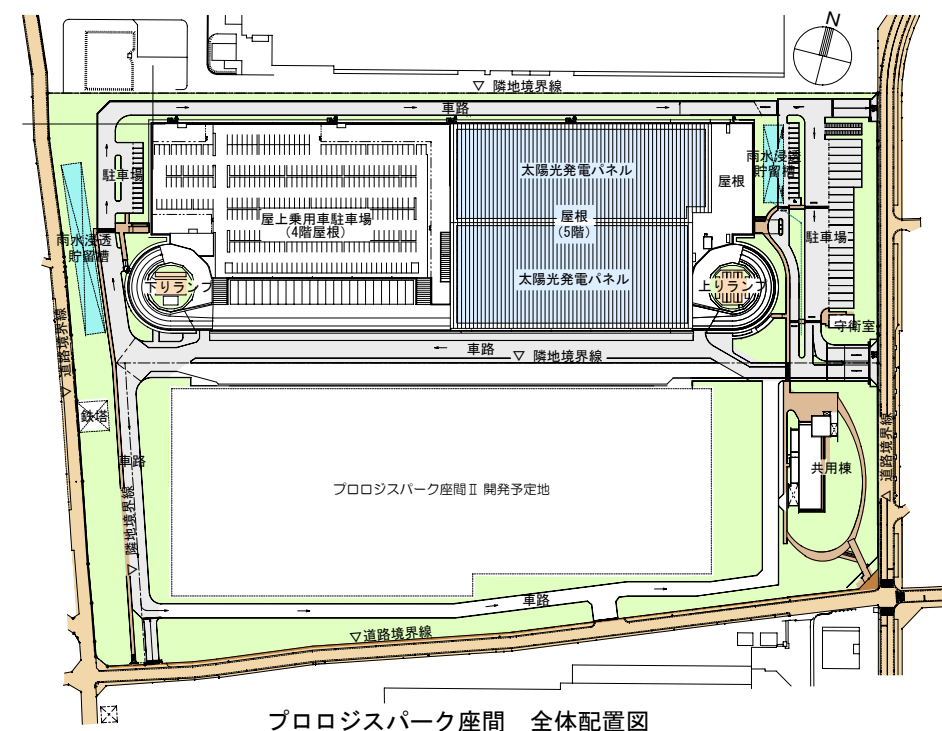 N
▽ 隣地境界線
車路
太陽光発電パネル
雨水浸透
貯留槽
駐車場
屋根
屋上乗用車駐車場
(4階屋根)
屋根
(5階)
駐車場
雨水浸透
貯留槽
太陽光発電パネル
下りランプ
上りランプ
守衛室
車路
▽ 隣地境界線
▽ 道路境界線
鉄塔
車路
共用棟
▽ 道路境界線
プロロジスパーク座間Ⅱ 開発予定地
▽ 隣地境界線
車路
▽道路境界線
プロロジスパーク座間 全体配置図